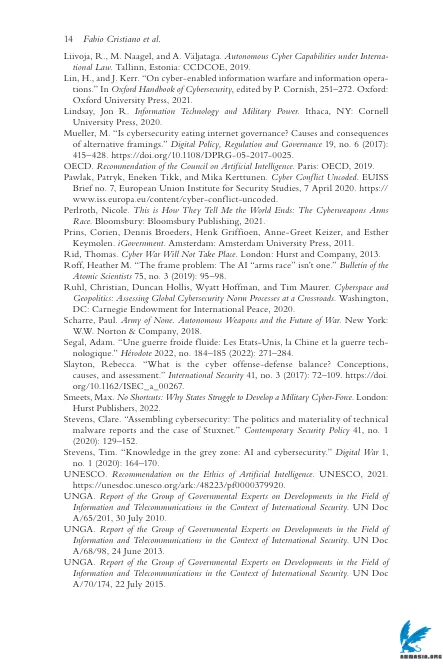 14 Fabio Cristiano et al.
Liivoja, R., M. Naagel, and A. Väljataga. Autonomous Cyber Capabilities under Interna-
tional Law. Tallinn, Estonia: CCDCOE, 2019.
Lin, H., and J. Kerr. “On cyber-enabled information warfare and information opera-
tions.” In Oxford Handbook of Cybersecurity, edited by P. Cornish, 251–272. Oxford:
Oxford University Press, 2021.
Lindsay, Jon R. Information Technology and Military Power. Ithaca, NY: Cornell
University Press, 2020.
Mueller, M. “Is cybersecurity eating internet governance? Causes and consequences
of alternative framings.” Digital Policy, Regulation and Governance 19, no. 6 (2017):
415–428. https://doi.org/10.1108/DPRG-05-2017-0025.
OECD. Recommendation of the Council on Artificial Intelligence. Paris: OECD, 2019.
Pawlak, Patryk, Eneken Tikk, and Mika Kerttunen. Cyber Conflict Uncoded. EUISS
Brief no. 7, European Union Institute for Security Studies, 7 April 2020. https://
www.iss.europa.eu/content/cyber-conflict-uncoded.
Perlroth, Nicole. This is How They Tell Me the World Ends: The Cyberweapons Arms
Race. Bloomsbury: Bloomsbury Publishing, 2021.
Prins, Corien, Dennis Broeders, Henk Griffioen, Anne-Greet Keizer, and Esther
Keymolen. iGovernment. Amsterdam: Amsterdam University Press, 2011.
Rid, Thomas. Cyber War Will Not Take Place. London: Hurst and Company, 2013.
Roff, Heather M. “The frame problem: The AI “arms race” isn’t one.” Bulletin of the
Atomic Scientists 75, no. 3 (2019): 95–98.
Ruhl, Christian, Duncan Hollis, Wyatt Hoffman, and Tim Maurer. Cyberspace and
Geopolitics: Assessing Global Cybersecurity Norm Processes at a Crossroads. Washington,
DC: Carnegie Endowment for International Peace, 2020.
Scharre, Paul. Army of None. Autonomous Weapons and the Future of War. New York:
W.W. Norton & Company, 2018.
Segal, Adam. “Une guerre froide fluide: Les Etats-Unis, la Chine et la guerre tech-
nologique.” Hérodote 2022, no. 184–185 (2022): 271–284.
Slayton, Rebecca. “What is the cyber offense-defense balance? Conceptions,
causes, and assessment.” International Security 41, no. 3 (2017): 72–109. https://doi.
org/10.1162/ISEC_a_00267.
Smeets, Max. No Shortcuts: Why States Struggle to Develop a Military Cyber-Force. London:
Hurst Publishers, 2022.
Stevens, Clare. “Assembling cybersecurity: The politics and materiality of technical
malware reports and the case of Stuxnet.” Contemporary Security Policy 41, no. 1
(2020): 129–152.
Stevens, Tim. “Knowledge in the grey zone: AI and cybersecurity.” Digital War 1,
no. 1 (2020): 164–170.
UNESCO. Recommendation on the Ethics of Artificial Intelligence. UNESCO, 2021.
https://unesdoc.unesco.org/ark:/48223/pf0000379920.
UNGA. Report of the Group of Governmental Experts on Developments in the Field of
Information and Telecommunications in the Context of International Security. UN Doc
A/65/201, 30 July 2010.
UNGA. Report of the Group of Governmental Experts on Developments in the Field of
Information and Telecommunications in the Context of International Security. UN Doc
A/68/98, 24 June 2013.
UNGA. Report of the Group of Governmental Experts on Developments in the Field of
Information and Telecommunications in the Context of International Security. UN Doc
A/70/174, 22 July 2015.